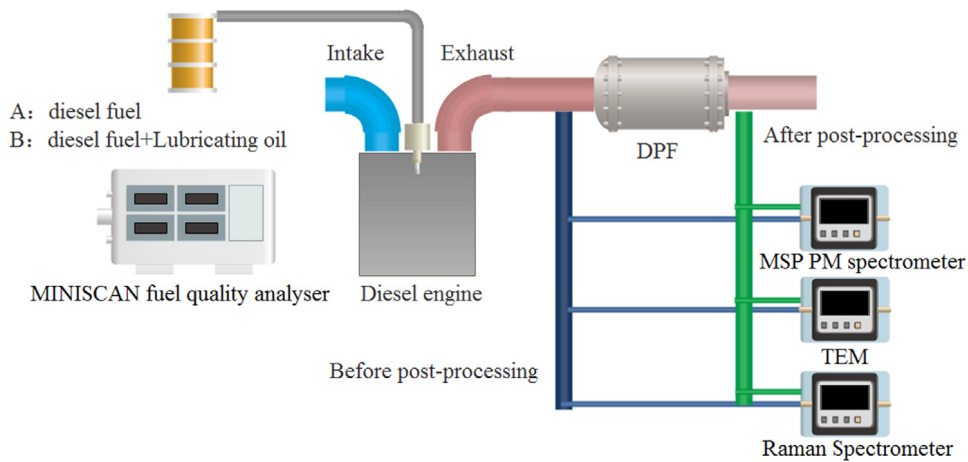 Intake
Exhaust
A： diesel fuel
B： diesel fuel+Lubricating oil
DPF
After post-processing
MSP PM spectrometer
MINISCAN fuel quality analyser
Diesel engine
TEM
Before post-processing
Raman Spectrometer